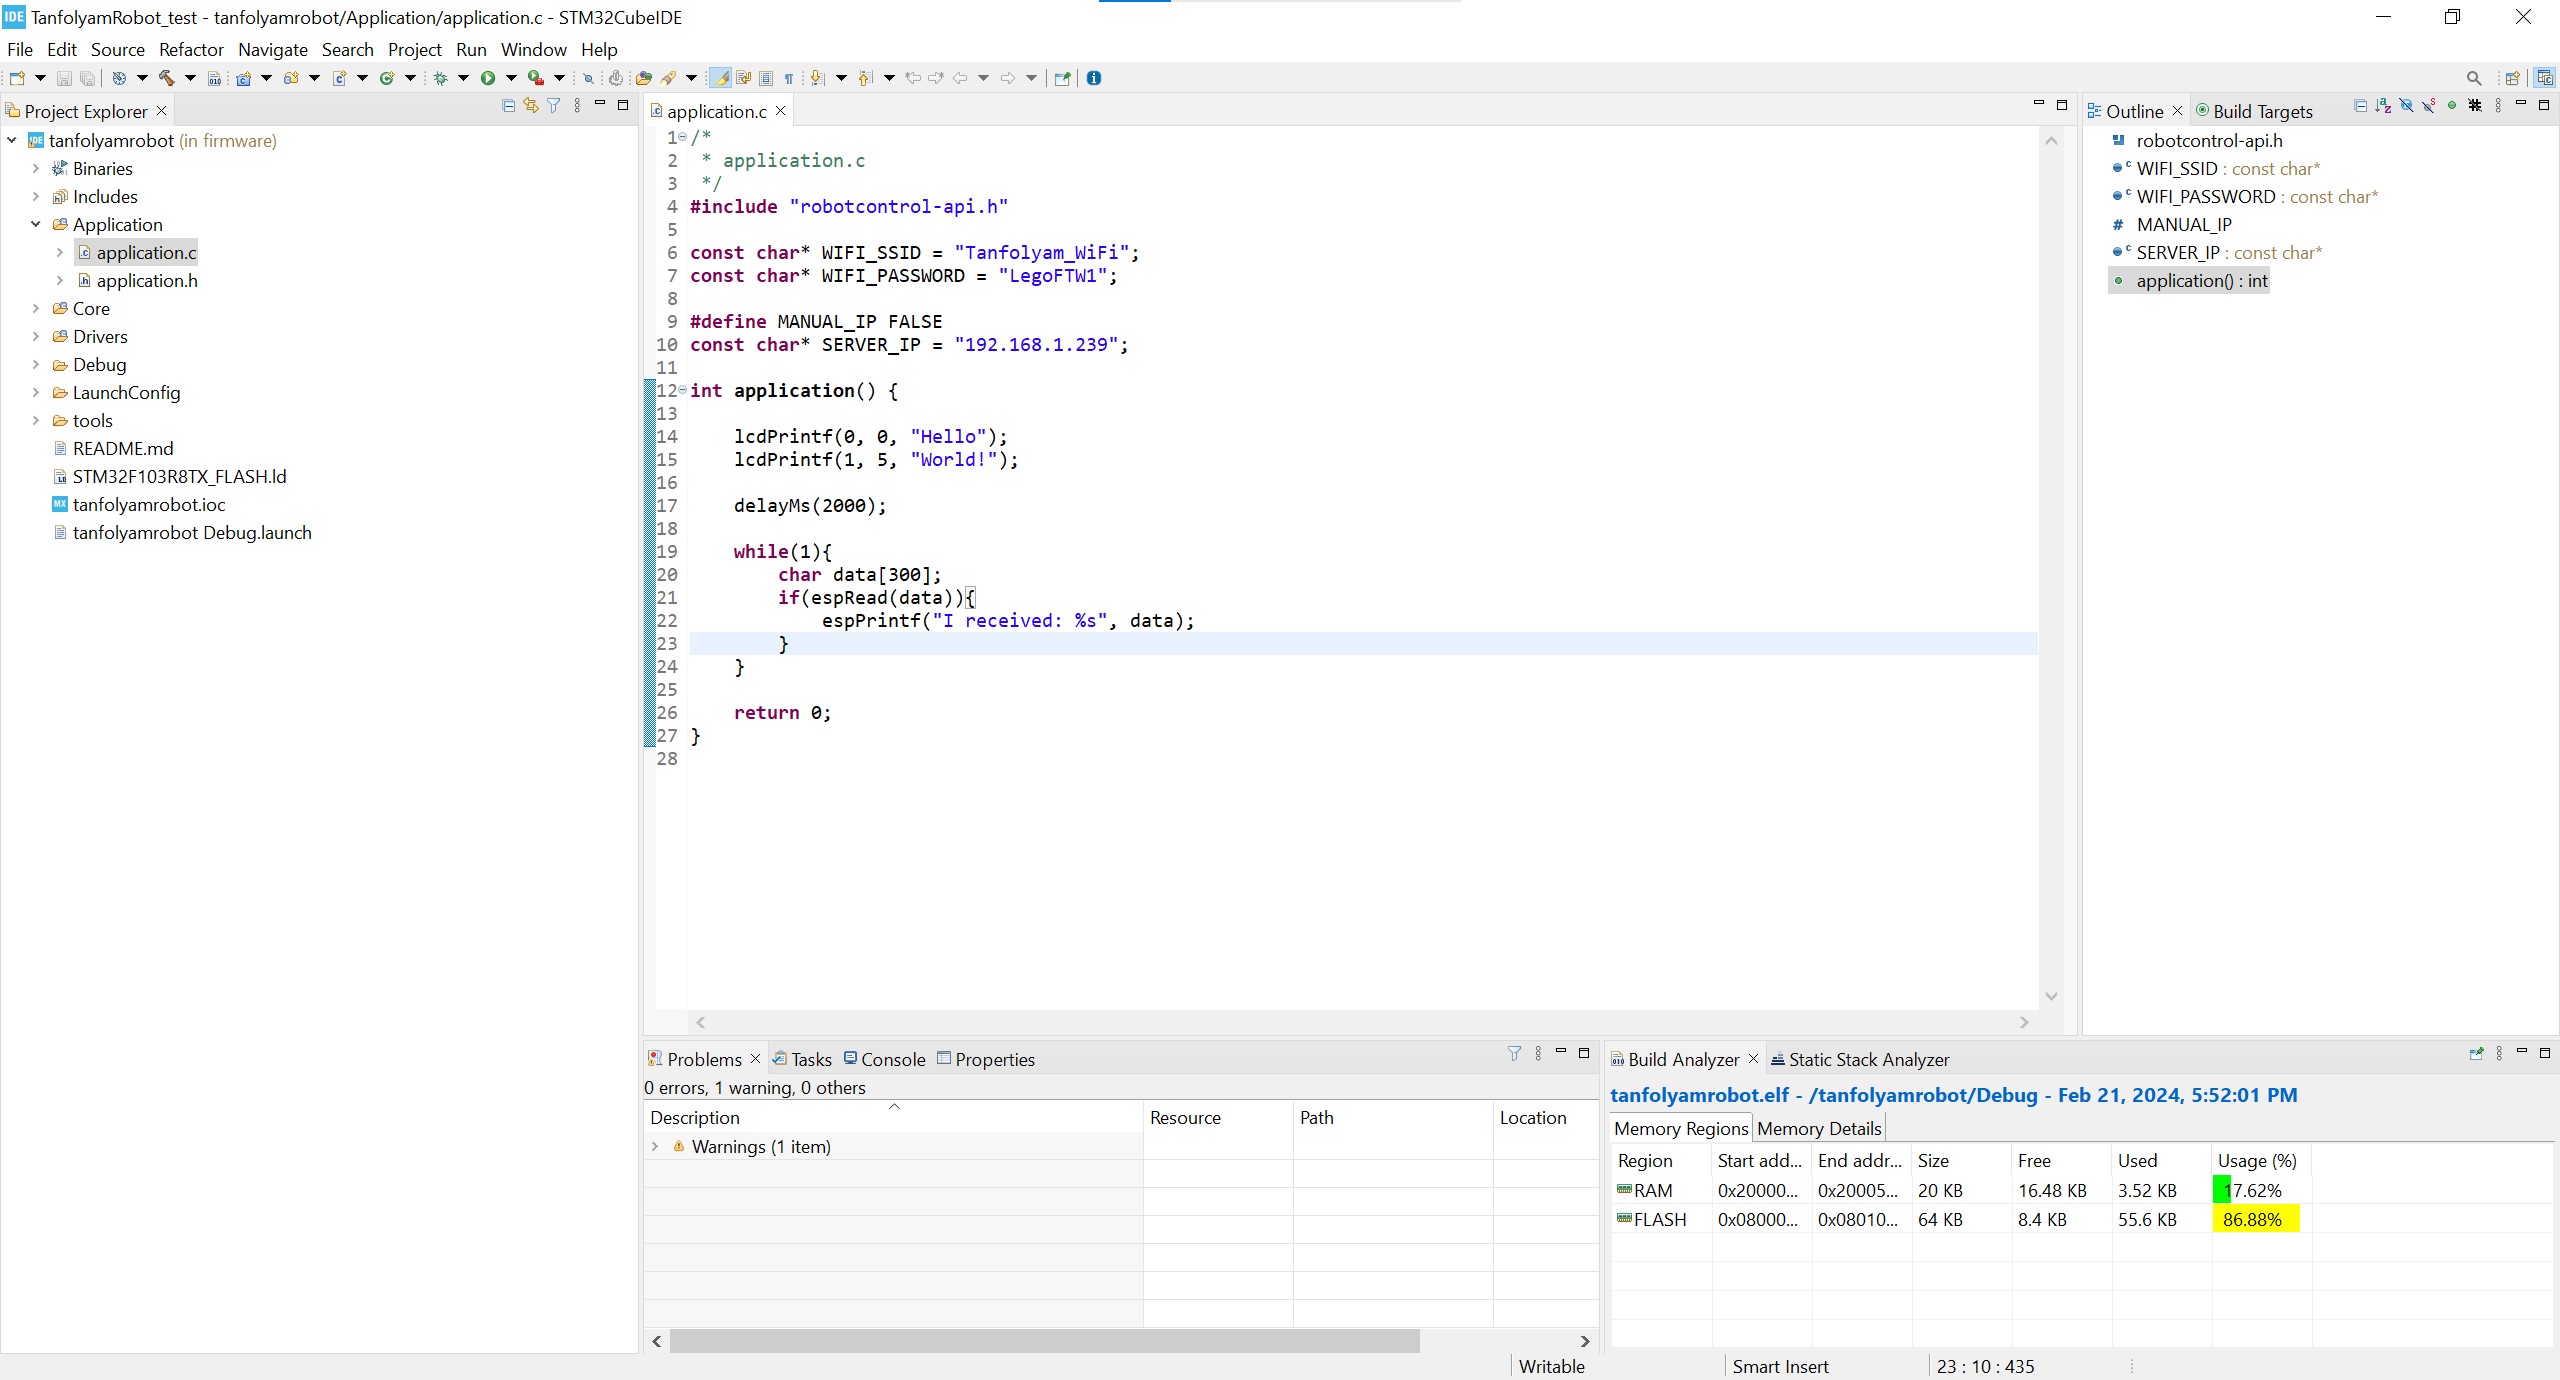 IDE TanfolyamRobot_test - tanfolyamrobot/Application/application.c - STM32CubeIDE
File Edit Source Refactor Navigate Search Project Run Window Help
Project Explorer
tanfolyamrobot (in firmware)
Binaries
Includes
Application
application.c
application.h
Core
Drivers
Debug
LaunchConfig
tools
README.md
STM32F103R8TX_FLASH.ld
MX tanfolyamrobot.ioc
tanfolyamrobot Debug.launch
application.c
1 /*
2  * application.c
3  */
4 #include "robotcontrol-api.h"
5
6 const char* WIFI_SSID = "Tanfolyam_WiFi";
7 const char* WIFI_PASSWORD = "LegoFTW1";
8
9 #define MANUAL_IP FALSE
10 const char* SERVER_IP = "192.168.1.239";
11
12 int application() {
13
14     lcdPrintf(0, 0, "Hello");
15     lcdPrintf(1, 5, "World!");
16
17     delayMs(2000);
18
19     while(1){
20         char data[300];
21         if(espRead(data)){
22             espPrintf("I received: %s", data);
23         }
24     }
25
26     return 0;
27 }
28
Outline Build Targets
robotcontrol-api.h
WIFI_SSID : const char*
WIFI_PASSWORD : const char*
# MANUAL_IP
SERVER_IP : const char*
application() : int
Problems Tasks Console Properties
0 errors, 1 warning, 0 others
Description Resource Path Location
Warnings (1 item)
Build Analyzer Static Stack Analyzer
tanfolyamrobot.elf - /tanfolyamrobot/Debug - Feb 21, 2024, 5:52:01 PM
Memory Regions Memory Details
Region Start add... End addr... Size Free Used Usage (%)
RAM 0x20000... 0x20005... 20 KB 16.48 KB 3.52 KB 17.62%
FLASH 0x08000... 0x08010... 64 KB 8.4 KB 55.6 KB 86.88%
Writable Smart Insert 23 : 10 : 435